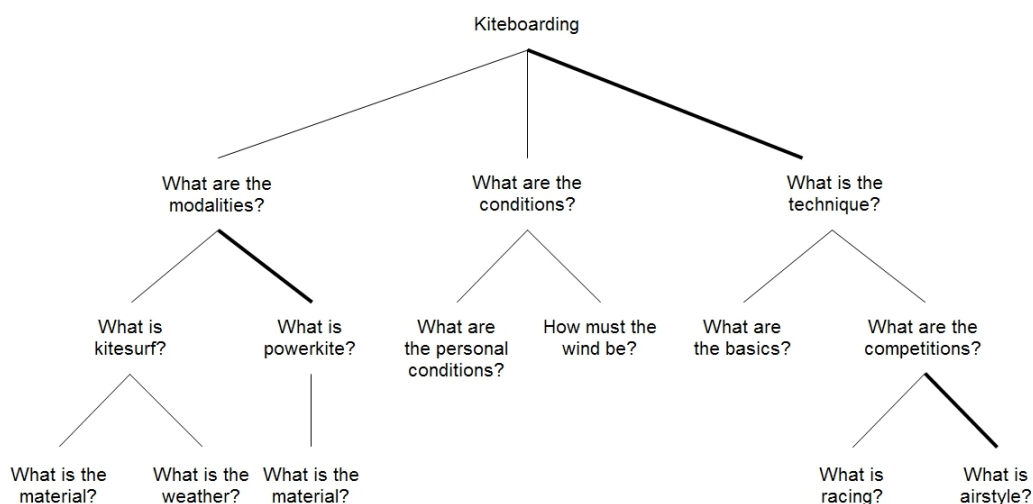 Kiteboarding
What are the
modalities?
What are the
conditions?
What is the
technique?
What is
kitesurf?
What is
powerkite?
What are
the personal
conditions?
How must the
wind be?
What are
the basics?
What are the
competitions?
What is the
material?
What is the
weather?
What is the
material?
What is
racing?
What is
airstyle?